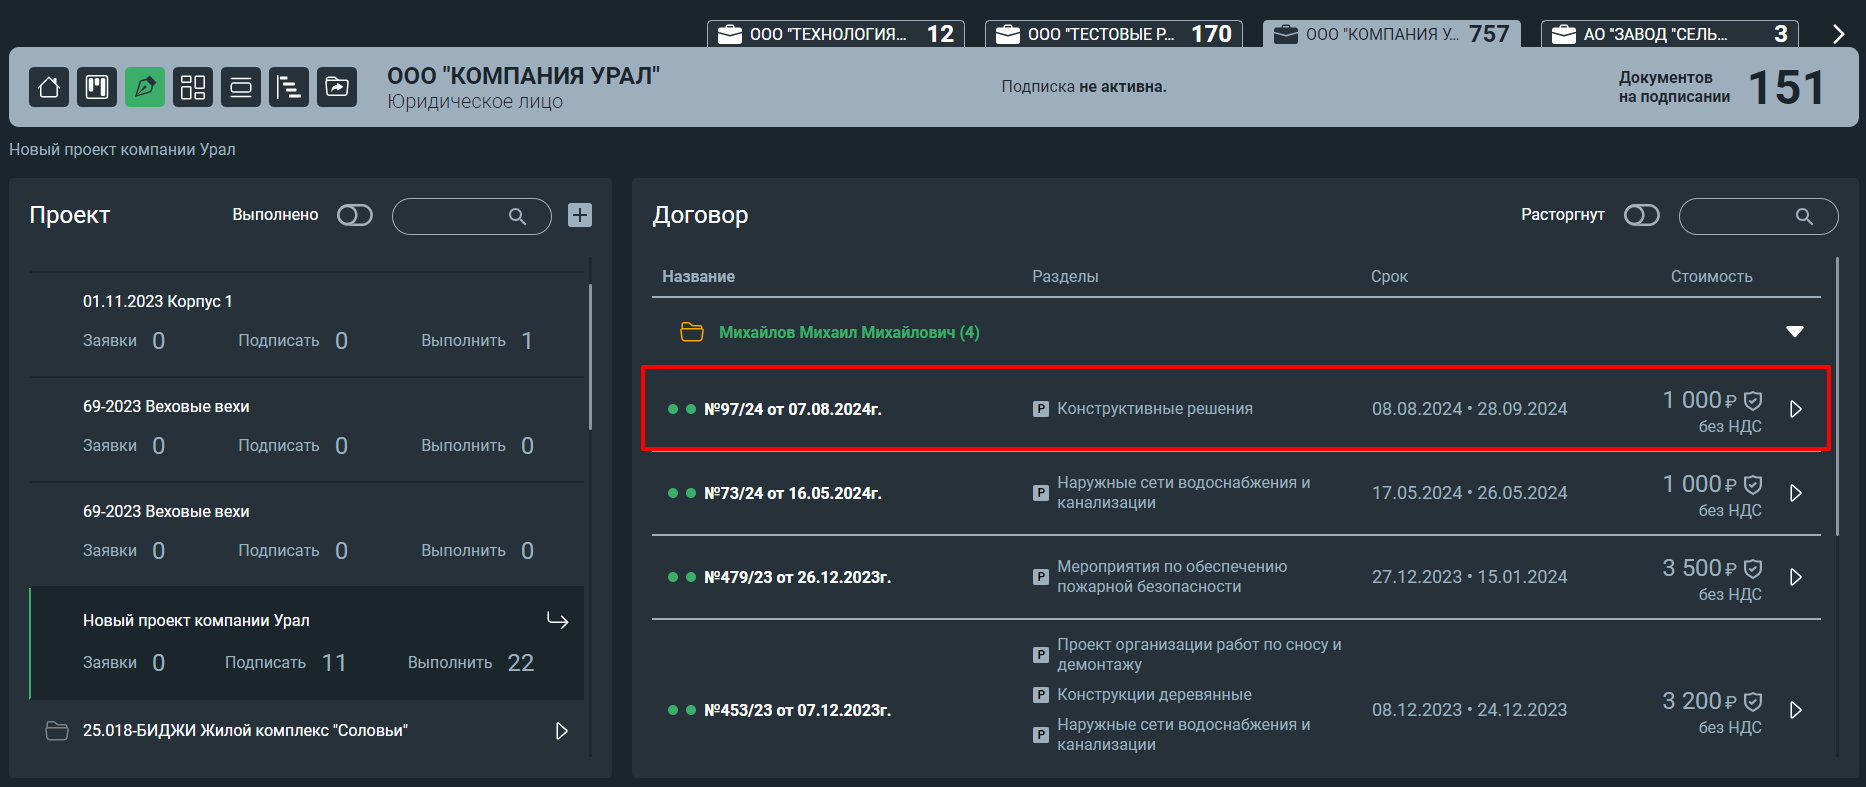 ООО "ТЕХНОЛОГИЯ... 12
ООО "ТЕСТОВЫЕ Р... 170
ООО "КОМПАНИЯ У... 757
АО "ЗАВОД "СЕЛЬ... 3
ООО "КОМПАНИЯ УРАЛ"
Юридическое лицо
Подписка не активна.
Документов
на подписании
151
Новый проект компании Урал
Проект
Выполнено
01.11.2023 Корпус 1
Заявки 0 Подписать 0 Выполнить 1
69-2023 Веховые вехи
Заявки 0 Подписать 0 Выполнить 0
69-2023 Веховые вехи
Заявки 0 Подписать 0 Выполнить 0
Новый проект компании Урал
Заявки 0 Подписать 11 Выполнить 22
25.018-БИДЖИ Жилой комплекс "Соловьи"
Договор
Расторгнут
Название Разделы Срок Стоимость
Михайлов Михаил Михайлович (4)
№97/24 от 07.08.2024г.
Р Конструктивные решения
08.08.2024 • 28.09.2024
1 000 ₽
без НДС
№73/24 от 16.05.2024г.
Р Наружные сети водоснабжения и
канализации
17.05.2024 • 26.05.2024
1 000 ₽
без НДС
№479/23 от 26.12.2023г.
Р Мероприятия по обеспечению
пожарной безопасности
27.12.2023 • 15.01.2024
3 500 ₽
без НДС
№453/23 от 07.12.2023г.
Р Проект организации работ по сносу и
демонтажу
Р Конструкции деревянные
Р Наружные сети водоснабжения и
канализации
08.12.2023 • 24.12.2023
3 200 ₽
без НДС